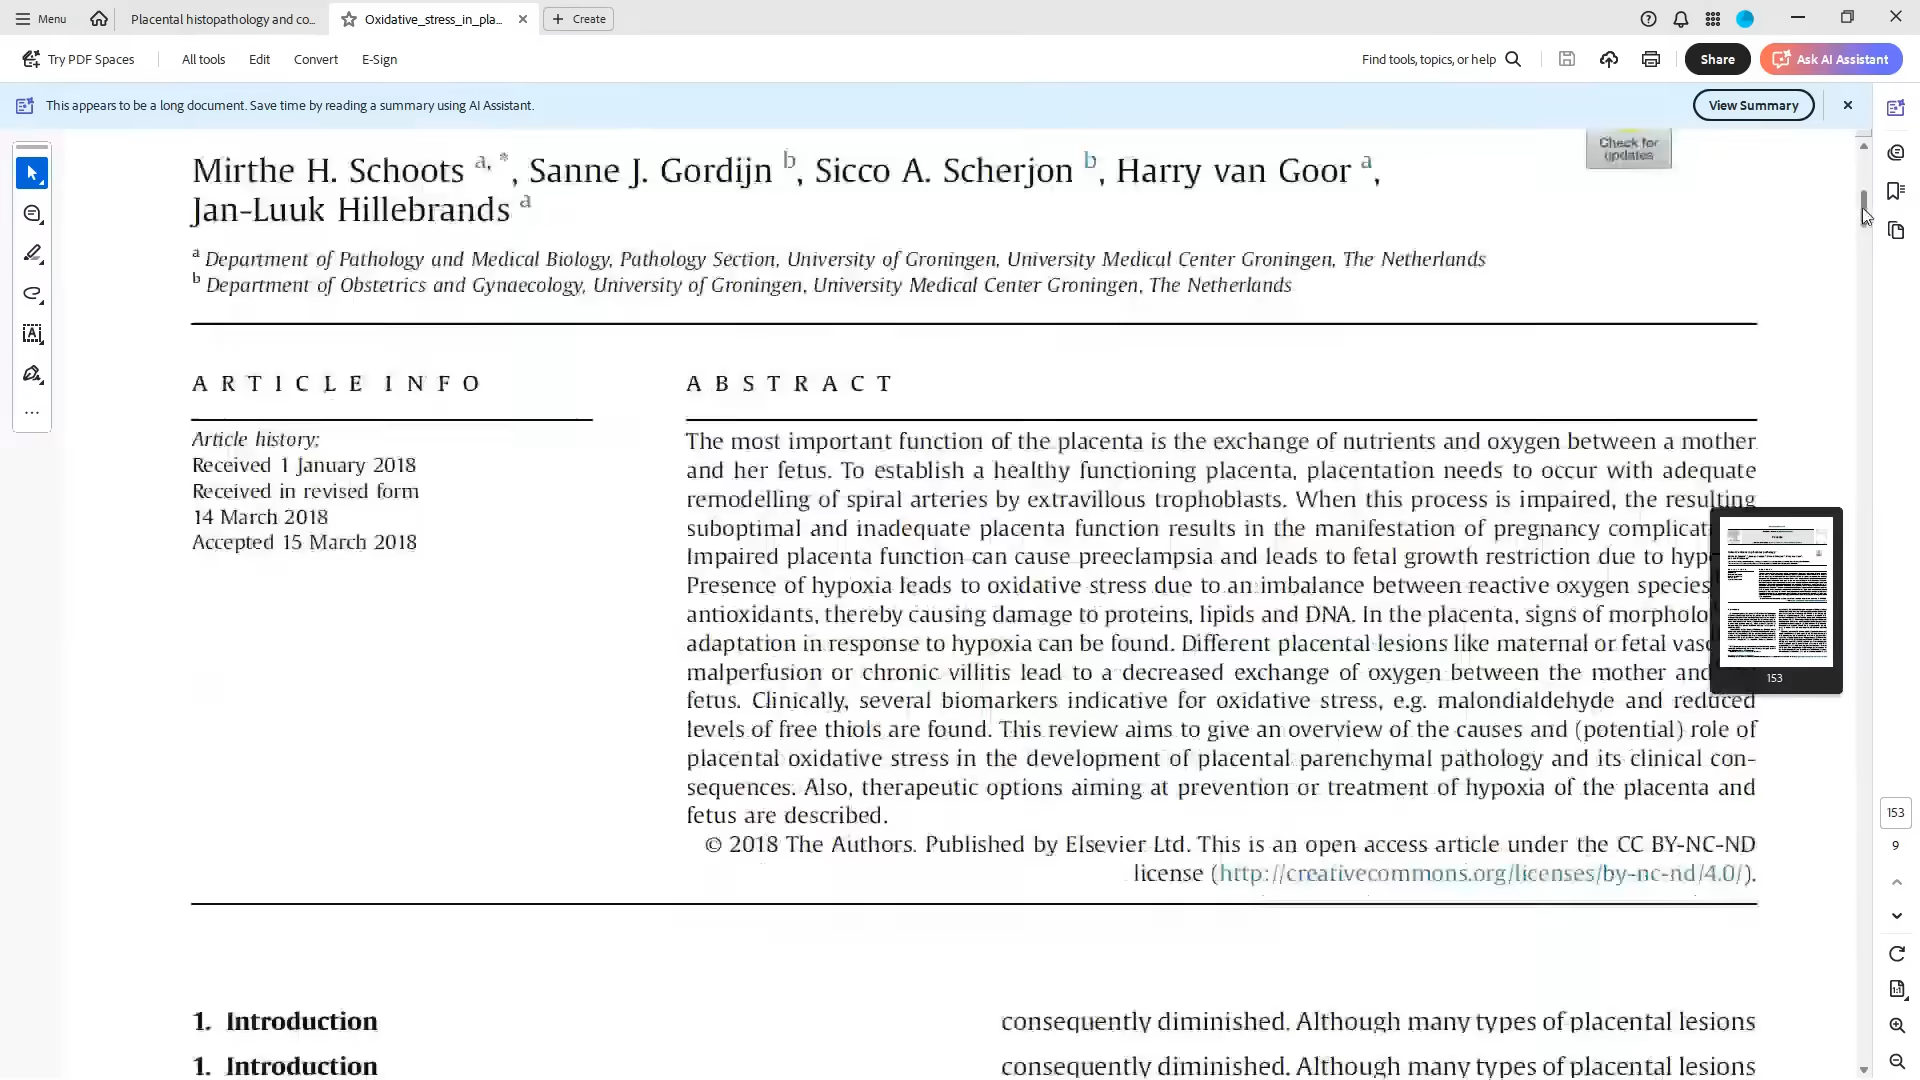 Menu
Placental histopathology and co...
Oxidative_stress_in_pla...
Create
Try PDF Spaces
All tools
Edit
Convert
E-Sign
Find tools, topics, or help
Share
Ask AI Assistant
This appears to be a long document. Save time by reading a summary using AI Assistant.
View Summary
Check for
updates
Mirthe H. Schoots a, *, Sanne J. Gordijn b, Sicco A. Scherjon b, Harry van Goor a,
Jan-Luuk Hillebrands a
a Department of Pathology and Medical Biology, Pathology Section, University of Groningen, University Medical Center Groningen, The Netherlands
b Department of Obstetrics and Gynaecology, University of Groningen, University Medical Center Groningen, The Netherlands
ARTICLE INFO
Article history:
Received 1 January 2018
Received in revised form
14 March 2018
Accepted 15 March 2018
ABSTRACT
The most important function of the placenta is the exchange of nutrients and oxygen between a mother
and her fetus. To establish a healthy functioning placenta, placentation needs to occur with adequate
remodelling of spiral arteries by extravillous trophoblasts. When this process is impaired, the resulting
suboptimal and inadequate placenta function results in the manifestation of pregnancy complicat
Impaired placenta function can cause preeclampsia and leads to fetal growth restriction due to hyp
Presence of hypoxia leads to oxidative stress due to an imbalance between reactive oxygen species
antioxidants, thereby causing damage to proteins, lipids and DNA. In the placenta, signs of morpholo
adaptation in response to hypoxia can be found. Different placental lesions like maternal or fetal vasc
malperfusion or chronic villitis lead to a decreased exchange of oxygen between the mother and
fetus. Clinically, several biomarkers indicative for oxidative stress, e.g. malondialdehyde and reduced
levels of free thiols are found. This review aims to give an overview of the causes and (potential) role of
placental oxidative stress in the development of placental parenchymal pathology and its clinical con-
sequences. Also, therapeutic options aiming at prevention or treatment of hypoxia of the placenta and
fetus are described.
© 2018 The Authors. Published by Elsevier Ltd. This is an open access article under the CC BY-NC-ND
license (http://creativecommons.org/licenses/by-nc-nd/4.0/).
153
153
9
1. Introduction
consequently diminished. Although many types of placental lesions
1. Introduction
consequently diminished. Although many types of placental lesions